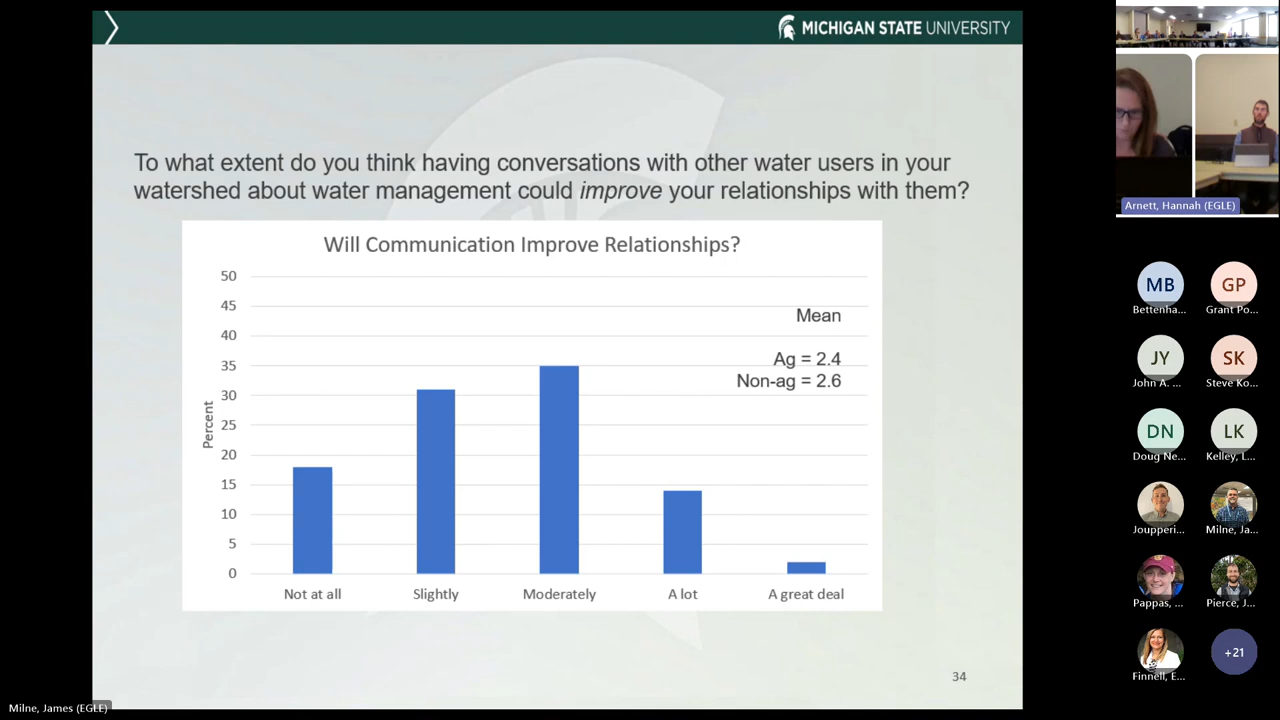 MICHIGAN STATE UNIVERSITY
To what extent do you think having conversations with other water users in your
watershed about water management could improve your relationships with them?
Will Communication Improve Relationships?
50
45
40
35
30
25
20
15
10
5
0
Percent
Mean
Ag = 2.4
Non-ag = 2.6
Not at all
Slightly
Moderately
A lot
A great deal
34
Milne, James (EGLE)
Arnett, Hannah (EGLE)
MB
GP
Bettenha...
Grant Po...
JY
SK
John A. ...
Steve Ko...
DN
LK
Doug Ne...
Kelley, L...
Joupperi...
Milne, Ja...
Pappas, ...
Pierce, J...
+21
Finnell, E...